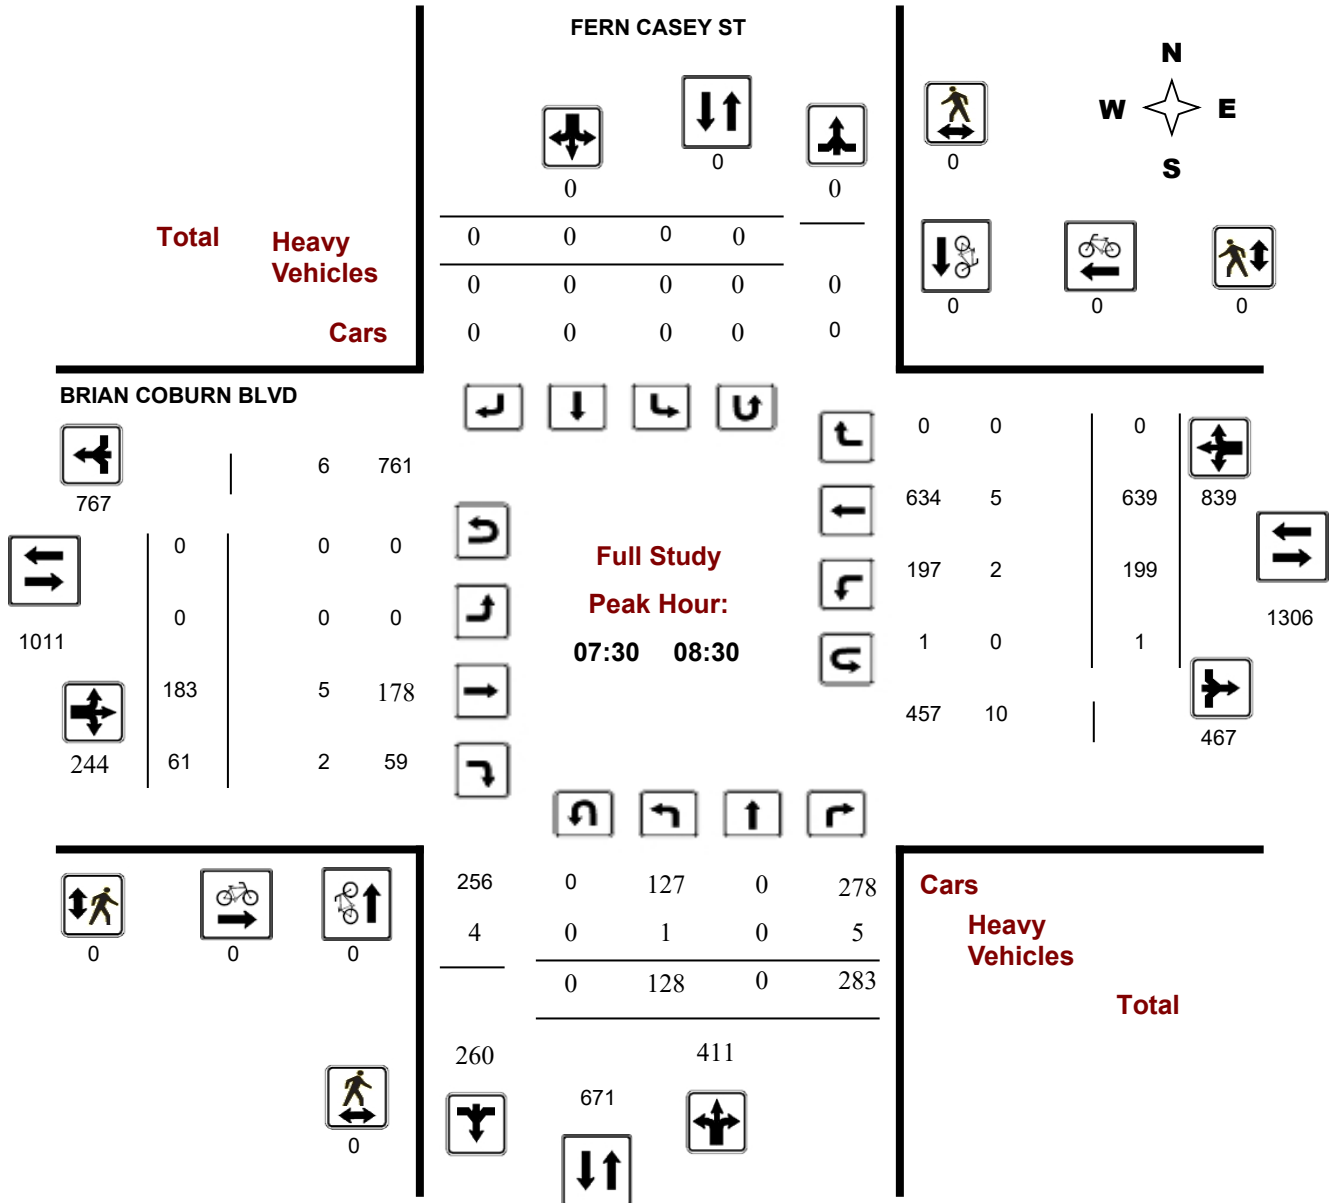 FERN CASEY ST
N
W E
S
0
0
0
0 0
Total Heavy Vehicles
0 0 0 0
0 0 0 0 0
Cars
0 0 0 0 0
0 0 0
BRIAN COBURN BLVD
6 761
767
0 0 0
0 0 0
1011
183 5 178
244 61 2 59
Full Study
Peak Hour:
07:30 08:30
0 0 0
634 5 639 839
197 2 199
1306
1 0 1
457 10
467
256 0 127 0 278
4 0 1 0 5
0 128 0 283
260 411
671
0 0 0
0
Cars
Heavy
Vehicles
Total